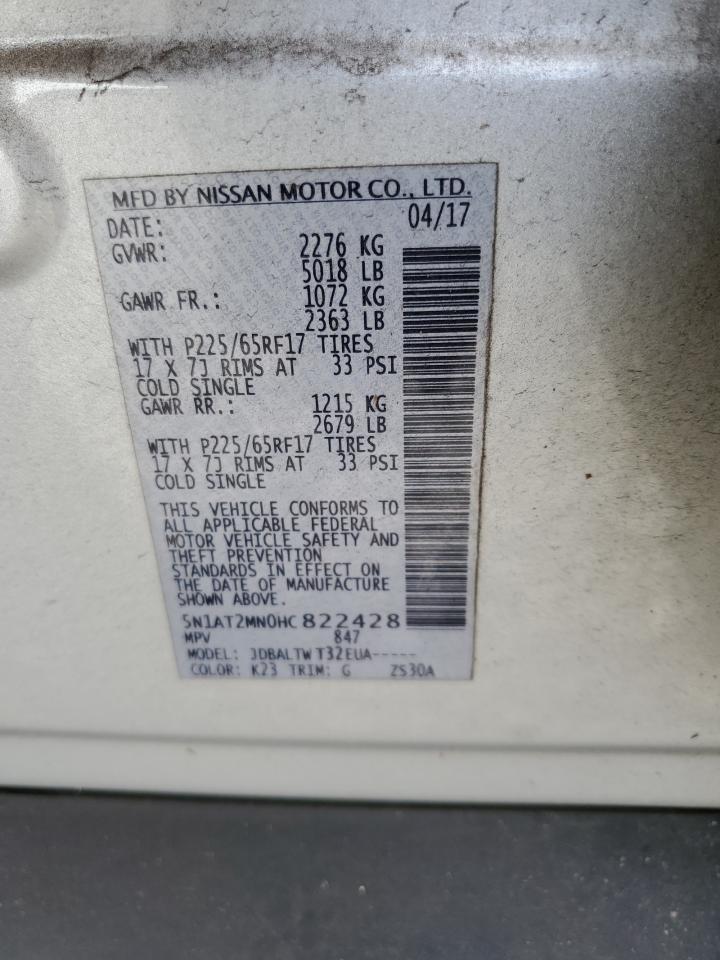 MFD BY NISSAN MOTOR CO., LTD.
DATE: 04/17
GVWR: 2276 KG
5018 LB
GAWR FR.: 1072 KG
2363 LB
WITH P225/65RF17 TIRES
17 X 7J RIMS AT 33 PSI
COLD SINGLE
GAWR RR.: 1215 KG
2679 LB
WITH P225/65RF17 TIRES
17 X 7J RIMS AT 33 PSI
COLD SINGLE
THIS VEHICLE CONFORMS TO
ALL APPLICABLE FEDERAL
MOTOR VEHICLE SAFETY AND
THEFT PREVENTION
STANDARDS IN EFFECT ON
THE DATE OF MANUFACTURE
SHOWN ABOVE.
5N1AT2MN0HC822428
MPV 847
MODEL: JDBALTW T32EUA-----
COLOR: K23 TRIM: G ZS30A